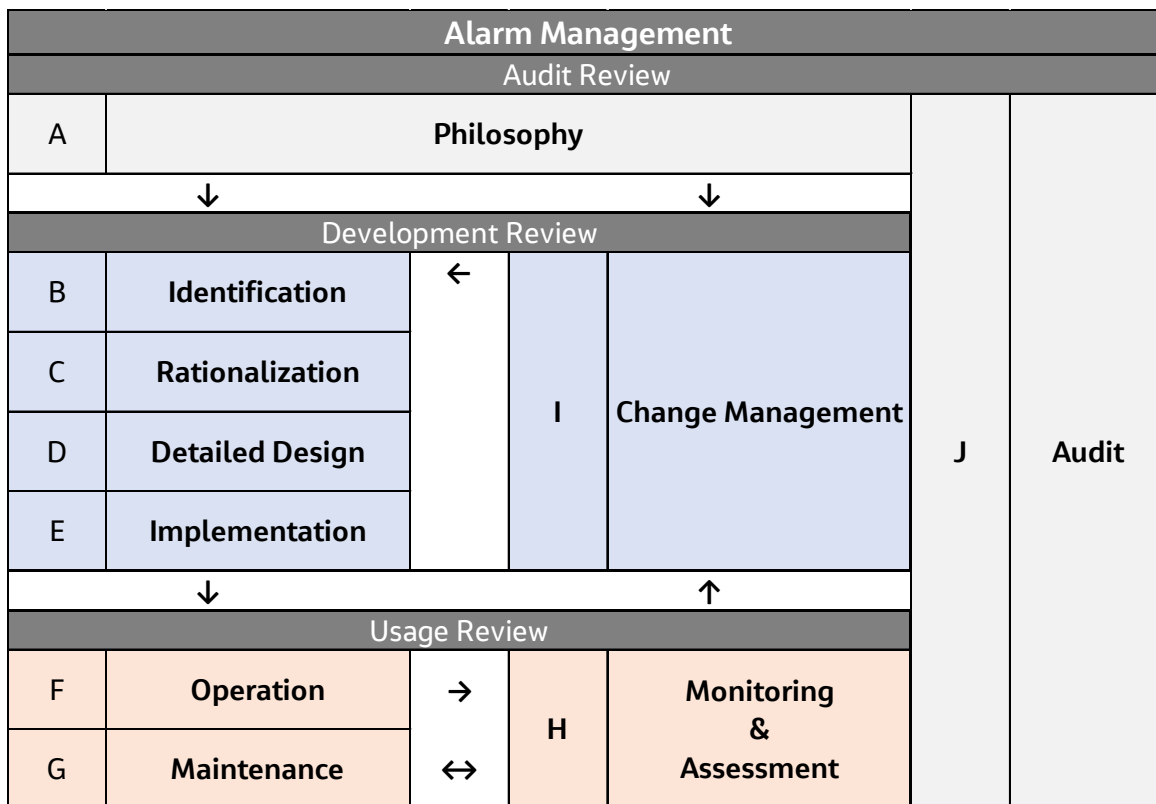 Alarm Management
Audit Review
A Philosophy
↓ ↓
Development Review
B Identification ←
C Rationalization
I Change Management
J Audit
D Detailed Design
E Implementation
↓ ↑
Usage Review
F Operation →
Monitoring
H &
Assessment
G Maintenance ↔